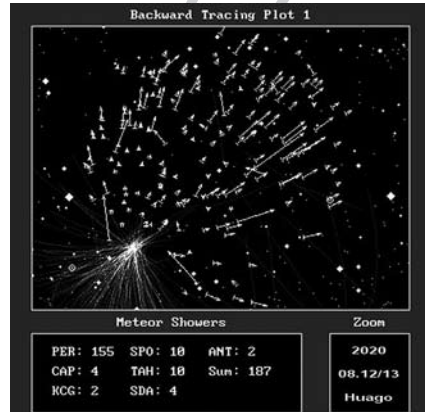 Backward Tracing Plot 1
Meteor Showers
PER: 155 SPO: 10 ANT: 2
CAP: 4 TAH: 10 Sum: 187
KCG: 2 SDA: 4
Zoom
2020
08.12/13
Huago